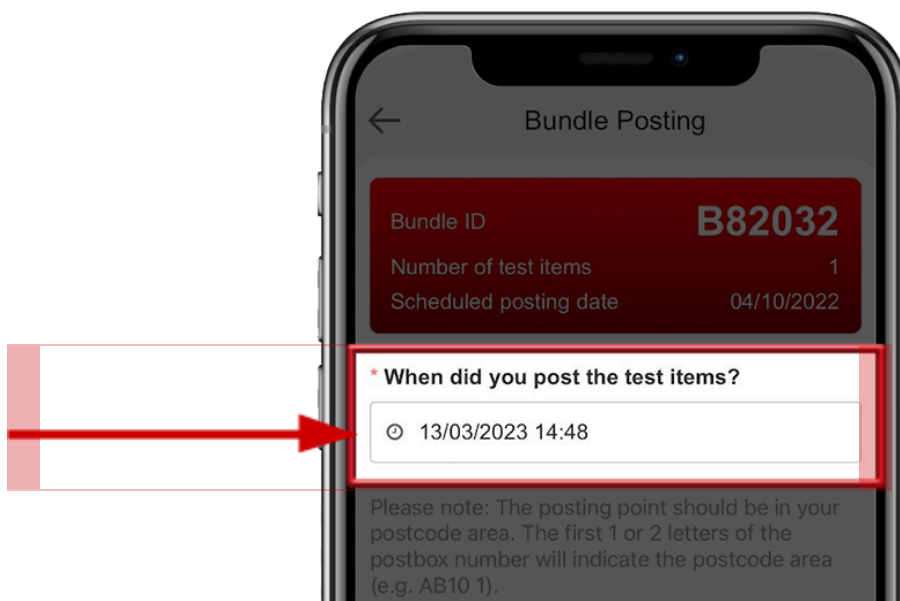 Bundle Posting
Bundle ID B82032
Number of test items 1
Scheduled posting date 04/10/2022
* When did you post the test items?
13/03/2023 14:48
Please note: The posting point should be in your
postcode area. The first 1 or 2 letters of the
postbox number will indicate the postcode area
(e.g. AB10 1).